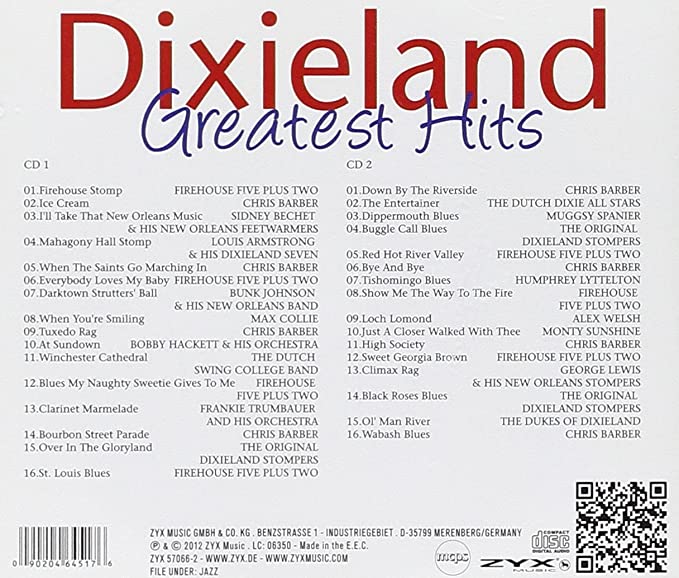 Dixieland
Greatest Hits
CD 1
01.Firehouse Stomp FIREHOUSE FIVE PLUS TWO
02.Ice Cream CHRIS BARBER
03.I'll Take That New Orleans Music SIDNEY BECHET
& HIS NEW ORLEANS FEETWARMERS
04.Mahagony Hall Stomp LOUIS ARMSTRONG
& HIS DIXIELAND SEVEN
05.When The Saints Go Marching In CHRIS BARBER
06.Everybody Loves My Baby FIREHOUSE FIVE PLUS TWO
07.Darktown Strutters' Ball BUNK JOHNSON
& HIS NEW ORLEANS BAND
08.When You're Smiling MAX COLLIE
09.Tuxedo Rag CHRIS BARBER
10.At Sundown BOBBY HACKETT & HIS ORCHESTRA
11.Winchester Cathedral THE DUTCH
SWING COLLEGE BAND
12.Blues My Naughty Sweetie Gives To Me FIREHOUSE
FIVE PLUS TWO
13.Clarinet Marmelade FRANKIE TRUMBAUER
AND HIS ORCHESTRA
14.Bourbon Street Parade CHRIS BARBER
15.Over In The Gloryland THE ORIGINAL
DIXIELAND STOMPERS
16.St. Louis Blues FIREHOUSE FIVE PLUS TWO
CD 2
01.Down By The Riverside CHRIS BARBER
02.The Entertainer THE DUTCH DIXIE ALL STARS
03.Dippermouth Blues MUGGSY SPANIER
04.Buggle Call Blues THE ORIGINAL
DIXIELAND STOMPERS
05.Red Hot River Valley FIREHOUSE FIVE PLUS TWO
06.Bye And Bye CHRIS BARBER
07.Tishomingo Blues HUMPHREY LYTTELTON
08.Show Me The Way To The Fire FIREHOUSE
FIVE PLUS TWO
09.Loch Lomond ALEX WELSH
10.Just A Closer Walked With Thee MONTY SUNSHINE
11.High Society CHRIS BARBER
12.Sweet Georgia Brown FIREHOUSE FIVE PLUS TWO
13.Climax Rag GEORGE LEWIS
& HIS NEW ORLEANS STOMPERS
14.Black Roses Blues THE ORIGINAL
DIXIELAND STOMPERS
15.Ol' Man River THE DUKES OF DIXIELAND
16.Wabash Blues CHRIS BARBER
0 90204 64517 6
ZYX MUSIC GMBH & CO. KG . BENZSTRASSE 1 - INDUSTRIEGEBIET . D-35799 MERENBERG/GERMANY
℗ & © 2012 ZYX Music . LC: 06350 - Made in the E.E.C.
ZYX 57066-2 - WWW.ZYX.DE - WWW.ZYXMUSIC.COM
FILE UNDER: JAZZ
mcps
ZYX
MUSIC
COMPACT
disc
DIGITAL AUDIO